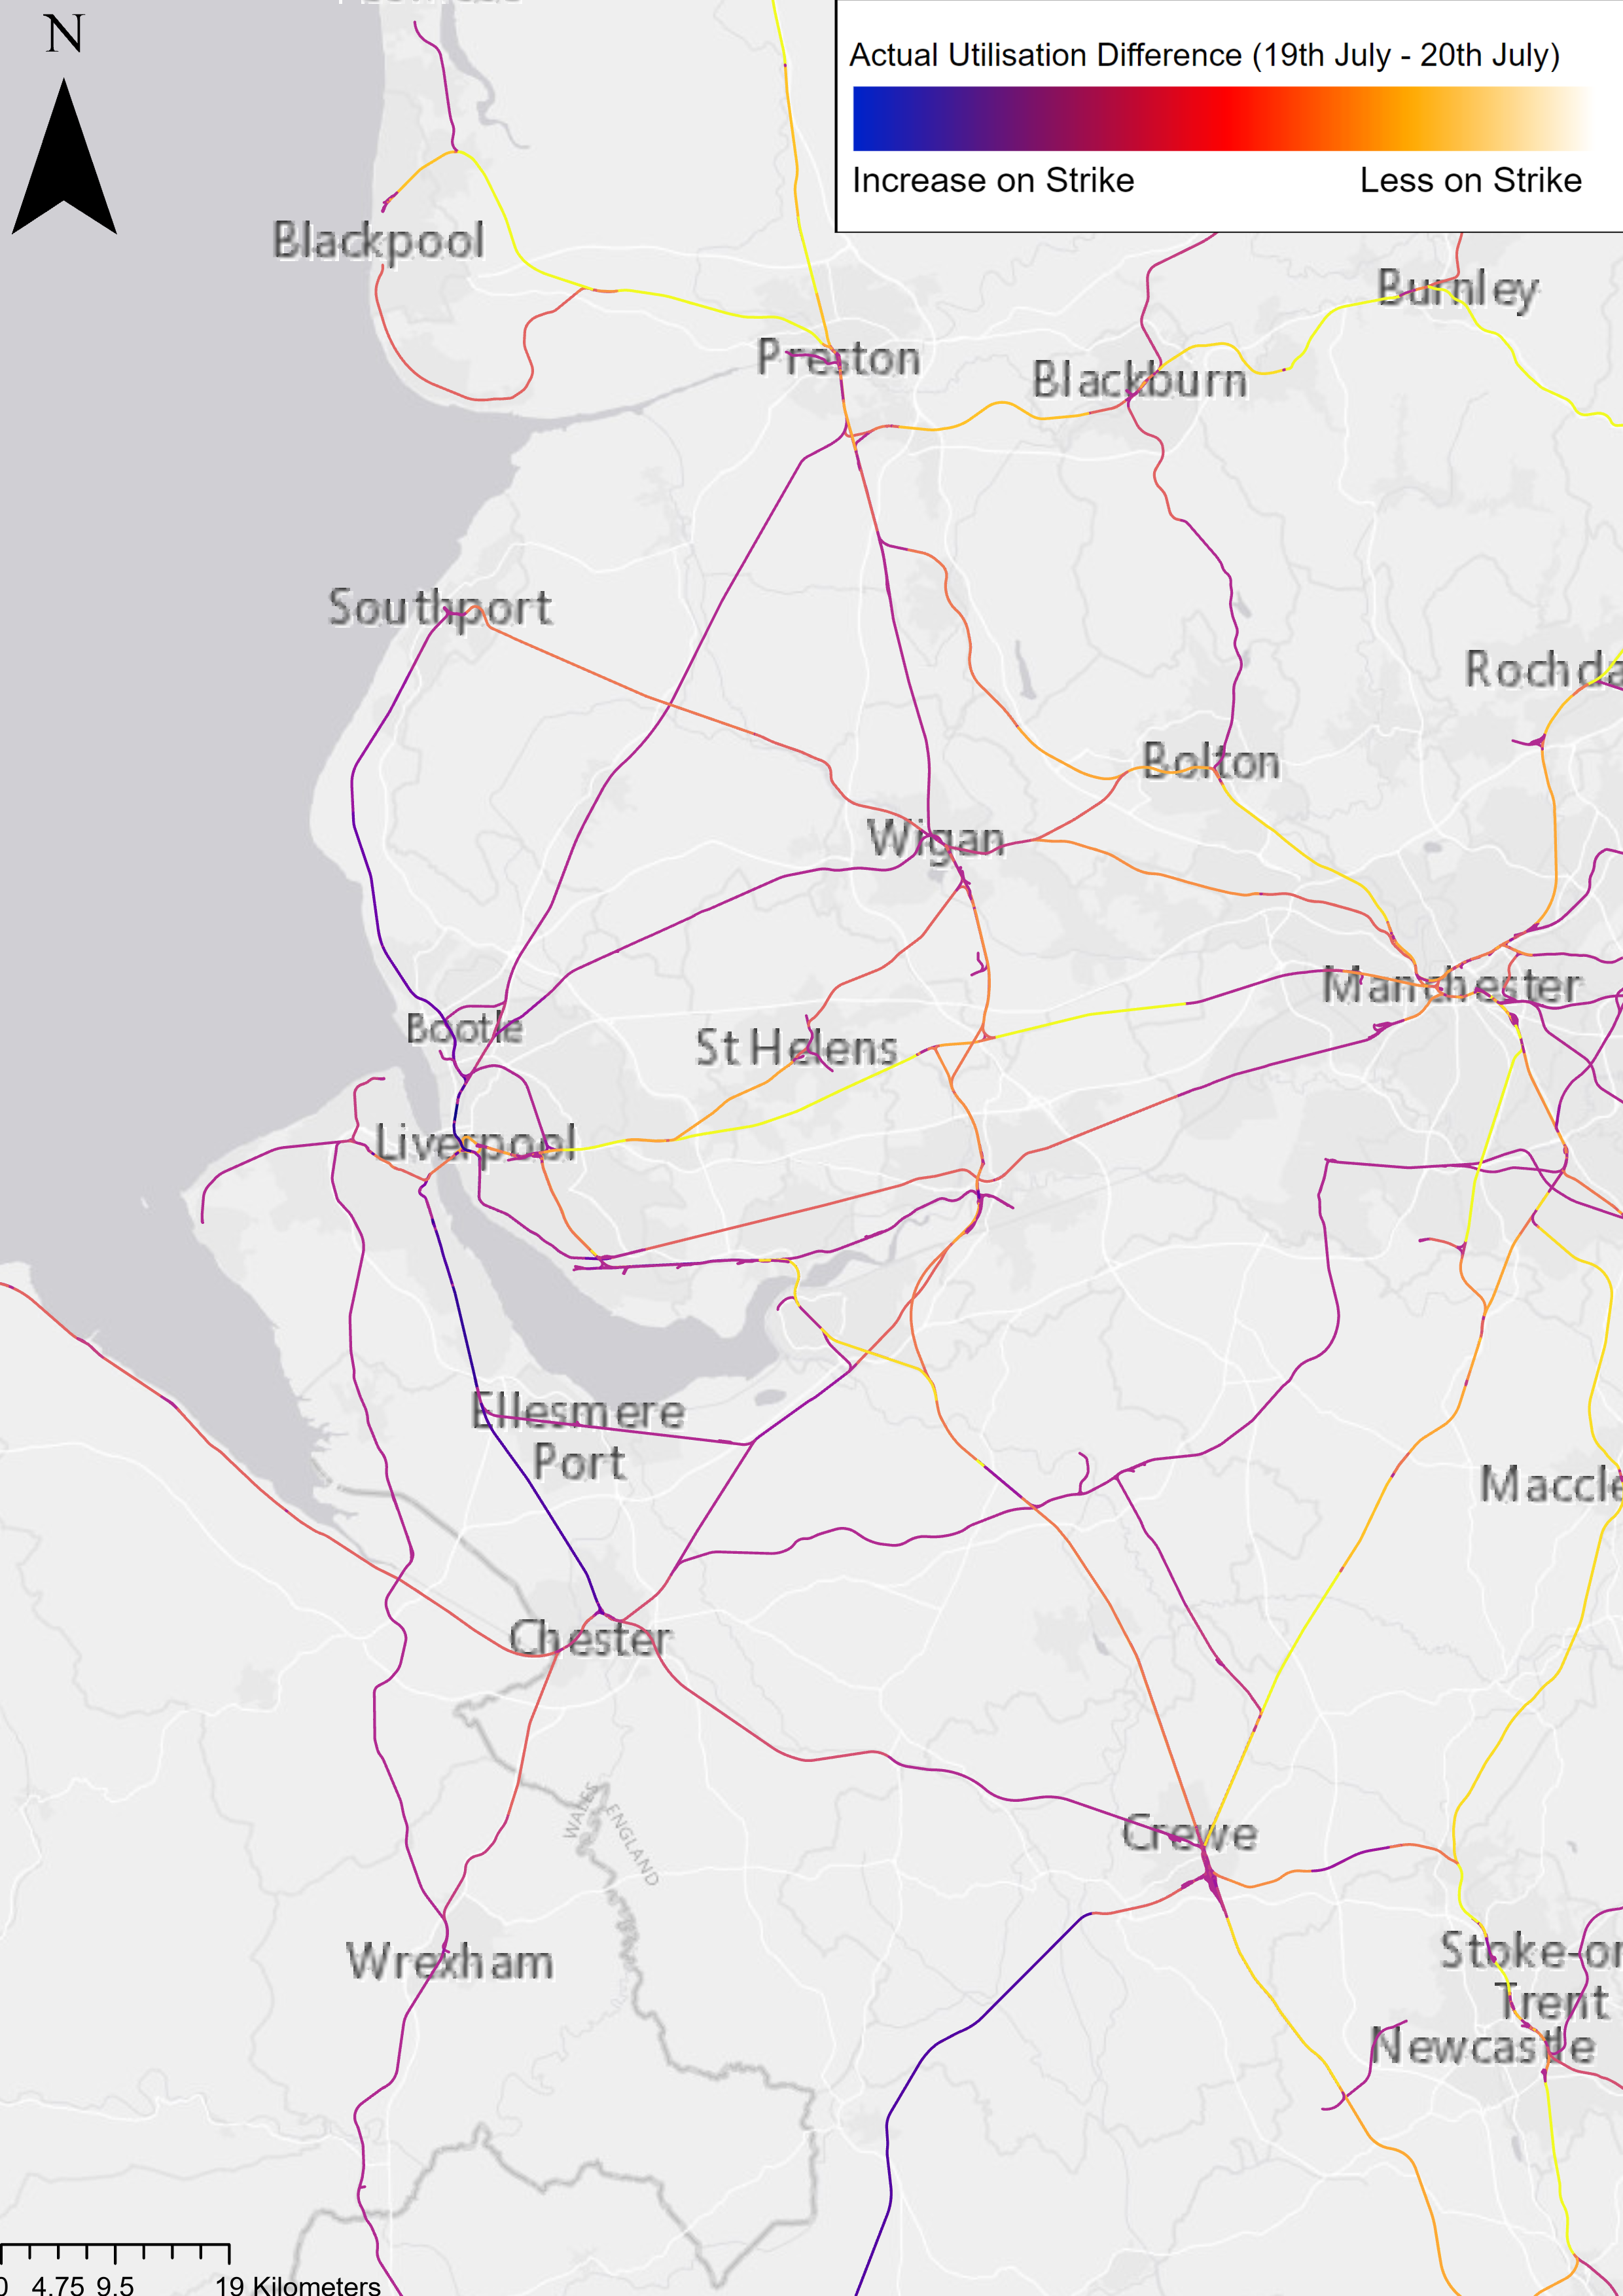 N
Actual Utilisation Difference (19th July - 20th July)
Increase on Strike
Less on Strike
Blackpool
Burnley
Preston
Blackburn
Southport
Rochda
Bolton
Wigan
Manchester
Bootle
St Helens
Liverpool
Ellesmere
Port
Maccle
Chester
WALES
ENGLAND
Crewe
Wrexham
Stoke-on
Trent
Newcastle
0 4.75 9.5 19 Kilometers